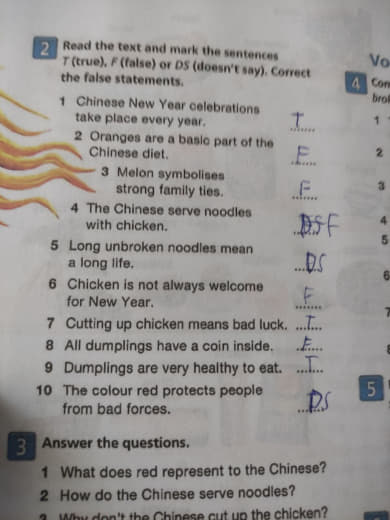 2 Read the text and mark the sentences
T (true), F (false) or DS (doesn't say). Correct
the false statements.
1 Chinese New Year celebrations
take place every year. T
2 Oranges are a basic part of the
Chinese diet. F
3 Melon symbolises
strong family ties. F
4 The Chinese serve noodles
with chicken. F
5 Long unbroken noodles mean
a long life. DS
6 Chicken is not always welcome
for New Year. F
7 Cutting up chicken means bad luck. T
8 All dumplings have a coin inside. F
9 Dumplings are very healthy to eat. T
10 The colour red protects people
from bad forces. DS
3 Answer the questions.
1 What does red represent to the Chinese?
2 How do the Chinese serve noodles?
3 Why don't the Chinese cut up the chicken?
Vo
4
1
2
3
4
5
6
7
5